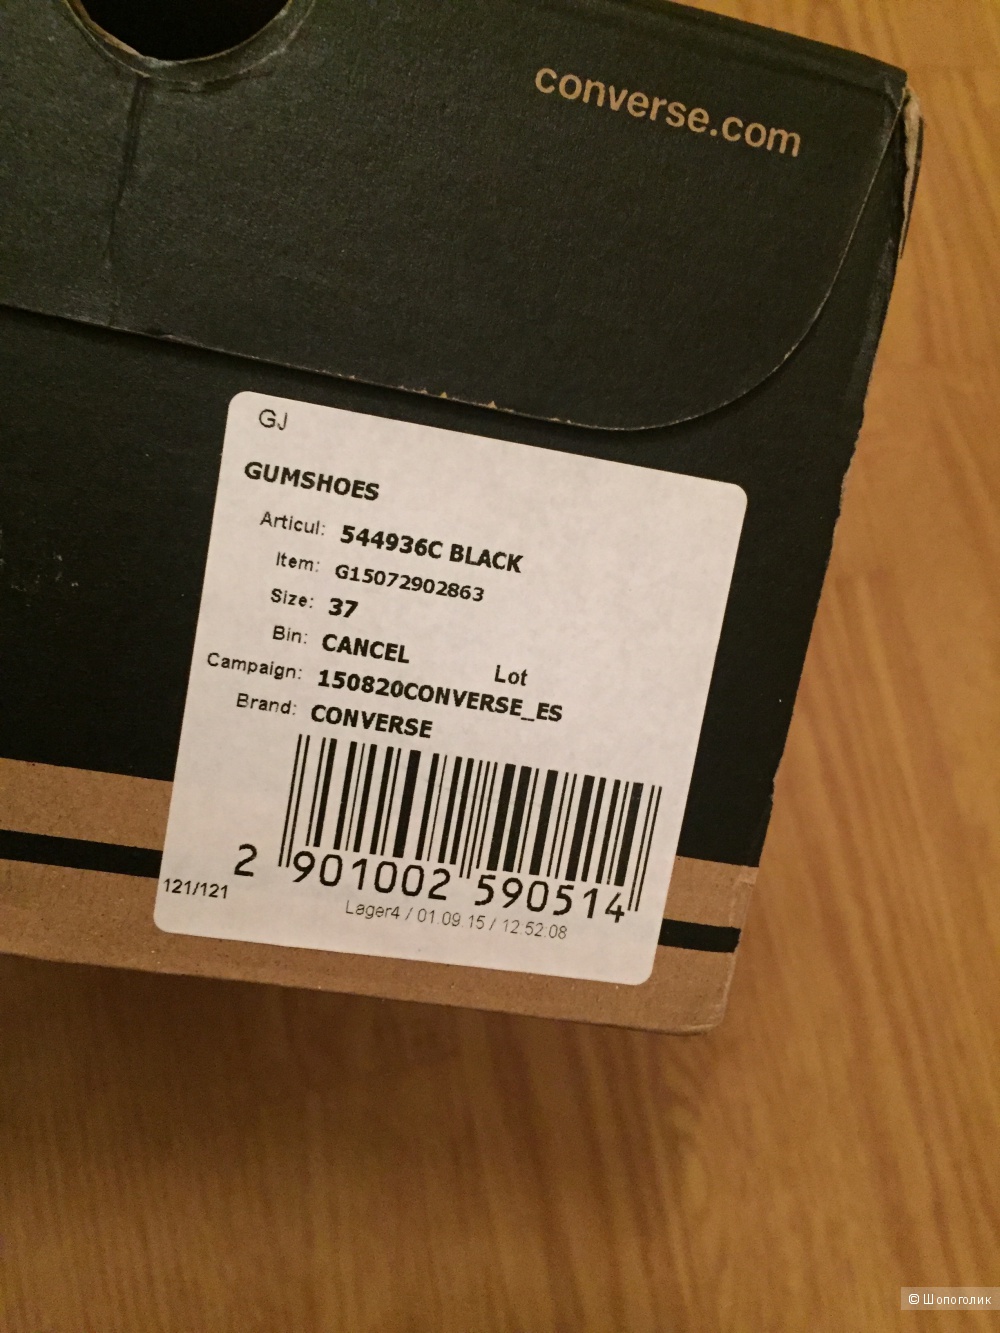 converse.com
GJ
GUMSHOES
Articul: 544936C BLACK
Item: G15072902863
Size: 37
Bin: CANCEL Lot
Campaign: 150820CONVERSE_ES
Brand: CONVERSE
2 901002 590514
121/121
Lager4 / 01.09.15 / 12:52:08
© Шопоголик